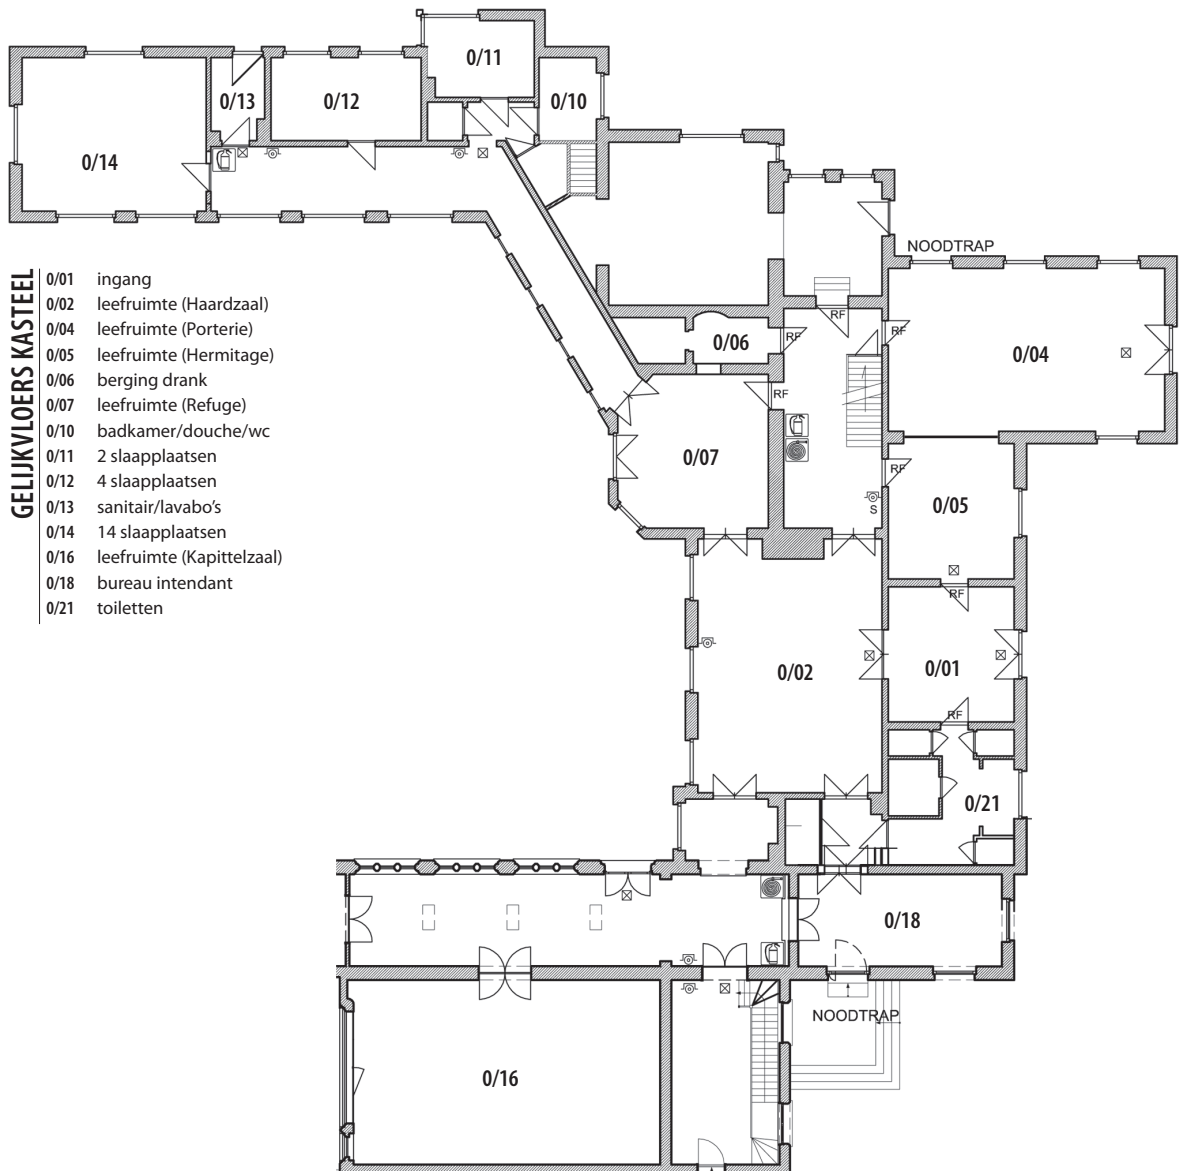 0/11
0/13
0/12
0/10
0/14
NOODTRAP
GELIJKVLOERS KASTEEL
0/01 ingang
0/02 leefruimte (Haardzaal)
0/04 leefruimte (Porterie)
0/05 leefruimte (Hermitage)
0/06 berging drank
0/07 leefruimte (Refuge)
0/10 badkamer/douche/wc
0/11 2 slaapplaatsen
0/12 4 slaapplaatsen
0/13 sanitair/lavabo's
0/14 14 slaapplaatsen
0/16 leefruimte (Kapittelzaal)
0/18 bureau intendant
0/21 toiletten
RF
RF
0/06
0/04
RF
0/07
RF
0/05
S
RF
0/02
0/01
RF
0/21
0/18
NOODTRAP
0/16